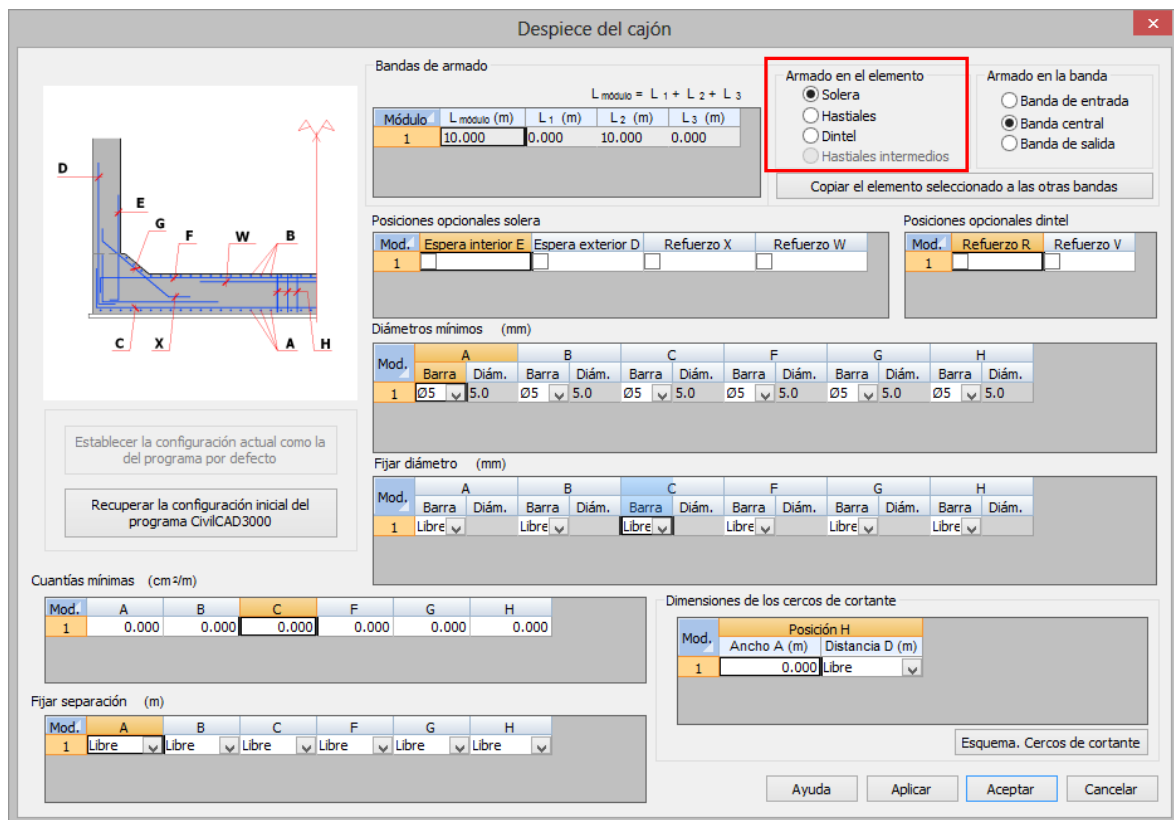 Despiece del cajón
D
E
G
F
W
B
C
X
A
H
Establecer la configuración actual como la
del programa por defecto
Recuperar la configuración inicial del
programa CivilCAD3000
Bandas de armado
L módulo = L 1 + L 2 + L 3
Módulo L módulo (m) L 1 (m) L 2 (m) L 3 (m)
1 10.000 0.000 10.000 0.000
Armado en el elemento
Solera
Hastiales
Dintel
Hastiales intermedios
Armado en la banda
Banda de entrada
Banda central
Banda de salida
Copiar el elemento seleccionado a las otras bandas
Posiciones opcionales solera
Mod. Espera interior E Espera exterior D Refuerzo X Refuerzo W
1
Posiciones opcionales dintel
Mod. Refuerzo R Refuerzo V
1
Diámetros mínimos (mm)
Mod. A B C F G H
Barra Diám. Barra Diám. Barra Diám. Barra Diám. Barra Diám. Barra Diám.
1 Ø5 5.0 Ø5 5.0 Ø5 5.0 Ø5 5.0 Ø5 5.0 Ø5 5.0
Fijar diámetro (mm)
Mod. A B C F G H
Barra Diám. Barra Diám. Barra Diám. Barra Diám. Barra Diám. Barra Diám.
1 Libre Libre Libre Libre Libre Libre
Cuantías mínimas (cm²/m)
Mod. A B C F G H
1 0.000 0.000 0.000 0.000 0.000 0.000
Fijar separación (m)
Mod. A B C F G H
1 Libre Libre Libre Libre Libre Libre
Dimensiones de los cercos de cortante
Mod. Posición H
Ancho A (m) Distancia D (m)
1 0.000 Libre
Esquema. Cercos de cortante
Ayuda Aplicar Aceptar Cancelar